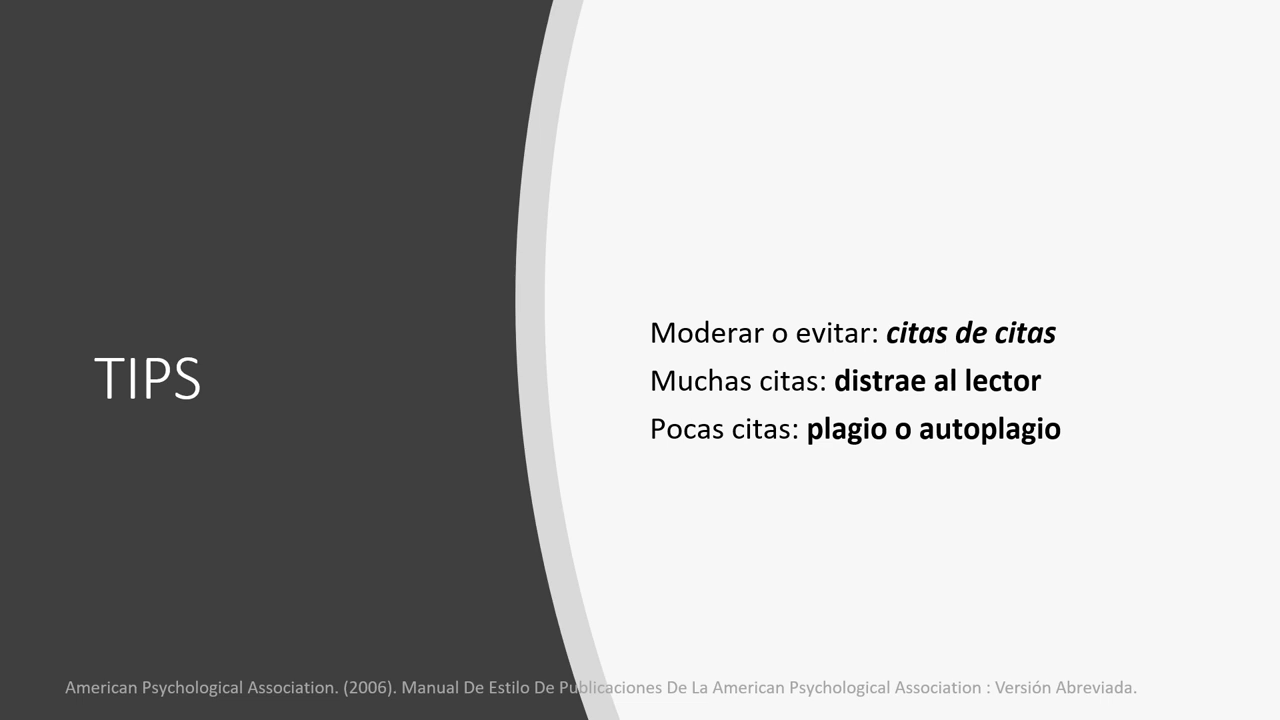 TIPS
Moderar o evitar: citas de citas
Muchas citas: distrae al lector
Pocas citas: plagio o autoplagio
American Psychological Association. (2006). Manual De Estilo De Publicaciones De La American Psychological Association : Versión Abreviada.